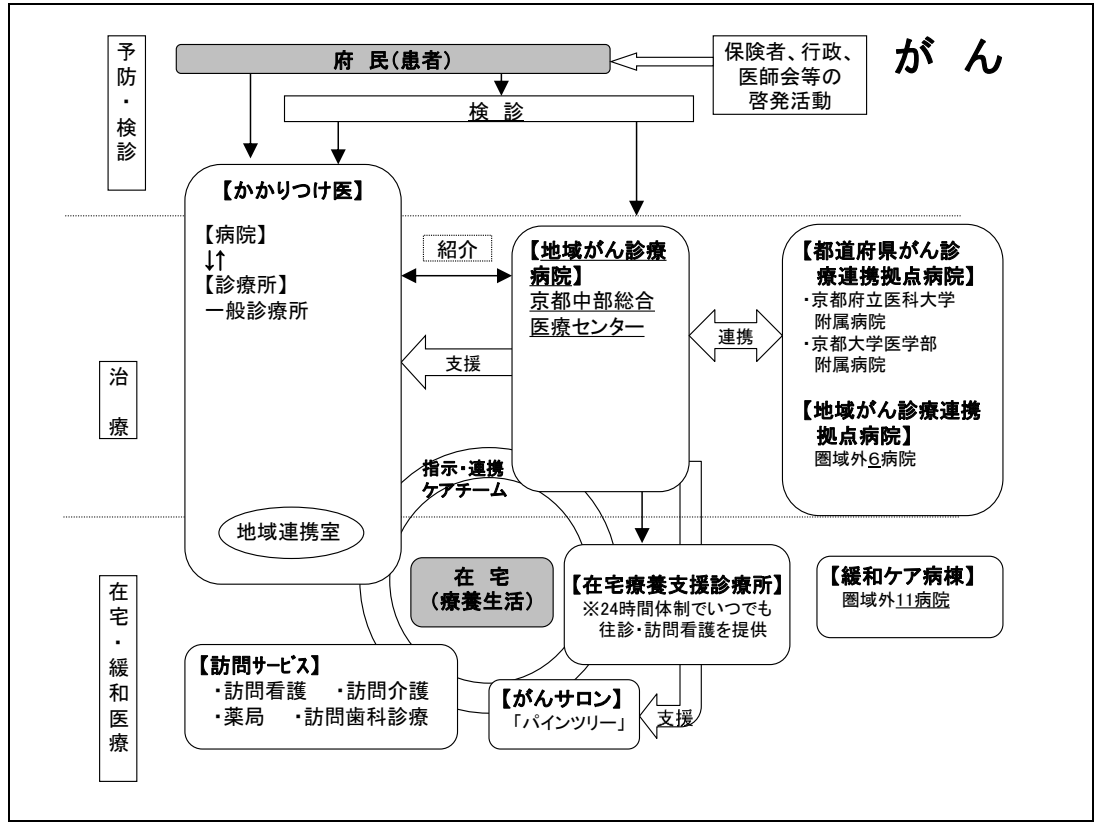 がん
予防・検診
府 民(患者)
保険者、行政、
医師会等の
啓発活動
検 診
【かかりつけ医】
【病院】
↓↑
【診療所】
一般診療所
地域連携室
紹介
支援
【地域がん診療
病院】
京都中部総合
医療センター
連携
【都道府県がん診
療連携拠点病院】
・京都府立医科大学
附属病院
・京都大学医学部
附属病院
【地域がん診療連携
拠点病院】
圏域外6病院
治療
指示・連携
ケアチーム
在宅・緩和医療
在 宅
(療養生活)
【在宅療養支援診療所】
※24時間体制でいつでも
往診・訪問看護を提供
【緩和ケア病棟】
圏域外11病院
【訪問サービス】
・訪問看護 ・訪問介護
・薬局 ・訪問歯科診療
【がんサロン】
「パインツリー」
支援